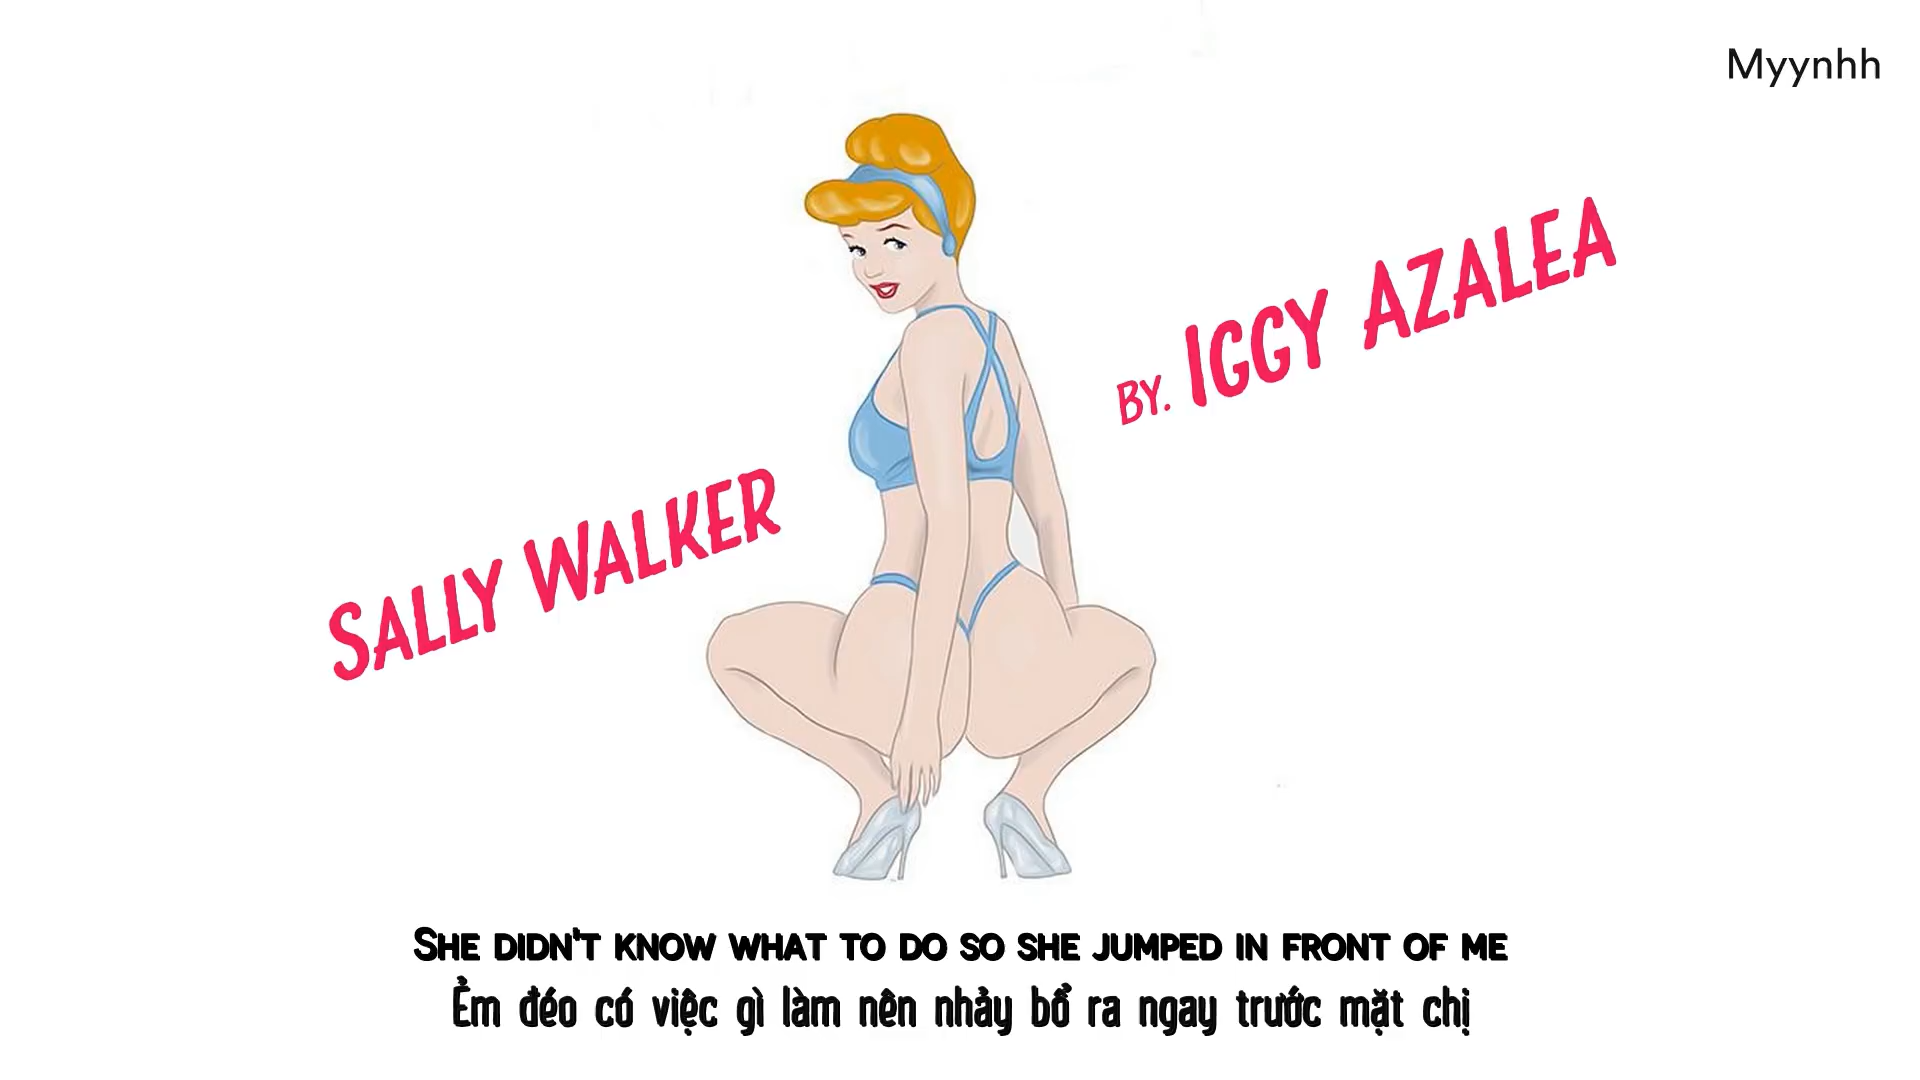 Myynhh
BY. IGGY AZALEA
SALLY WALKER
SHE DIDN'T KNOW WHAT TO DO SO SHE JUMPED IN FRONT OF ME
Ẻm đéo có việc gì làm nên nhảy bổ ra ngay trước mặt chị